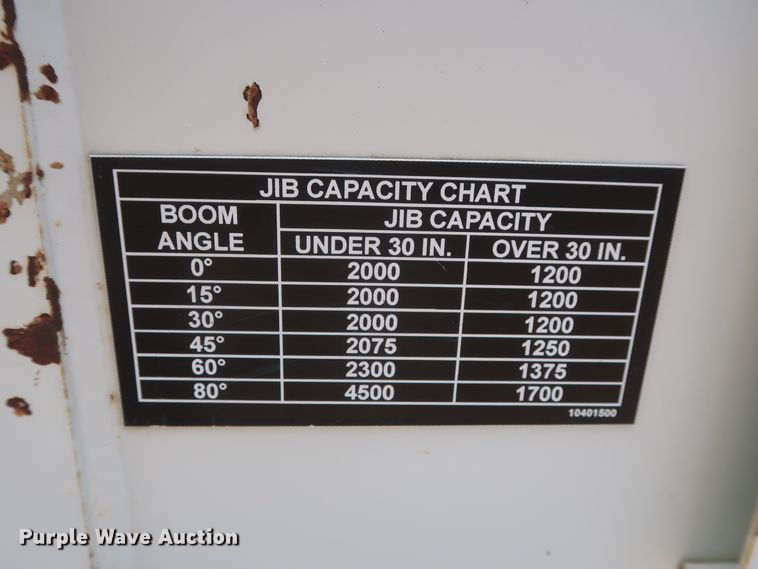 JIB CAPACITY CHART
BOOM ANGLE JIB CAPACITY
UNDER 30 IN. OVER 30 IN.
0° 2000 1200
15° 2000 1200
30° 2000 1200
45° 2075 1250
60° 2300 1375
80° 4500 1700
10401500
Purple Wave Auction